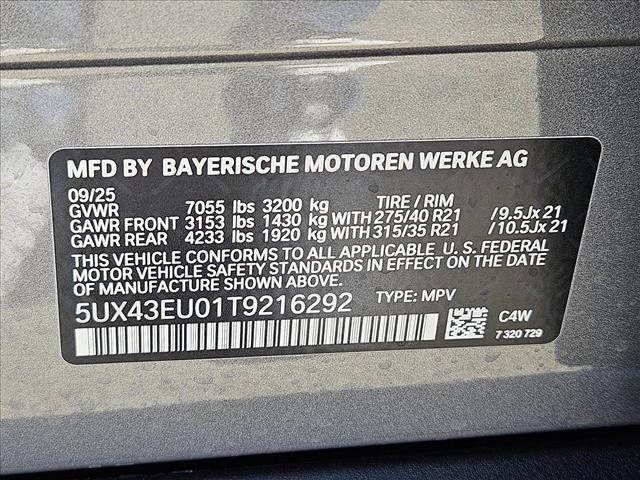 MFD BY BAYERISCHE MOTOREN WERKE AG
09/25
GVWR 7055 lbs 3200 kg TIRE / RIM
GAWR FRONT 3153 lbs 1430 kg WITH 275/40 R21 /9.5Jx21
GAWR REAR 4233 lbs 1920 kg WITH 315/35 R21 /10.5Jx21
THIS VEHICLE CONFORMS TO ALL APPLICABLE U. S. FEDERAL
MOTOR VEHICLE SAFETY STANDARDS IN EFFECT ON THE DATE
OF MANUFACTURE SHOWN ABOVE.
5UX43EU01T9216292 TYPE: MPV
C4W
7 320 729